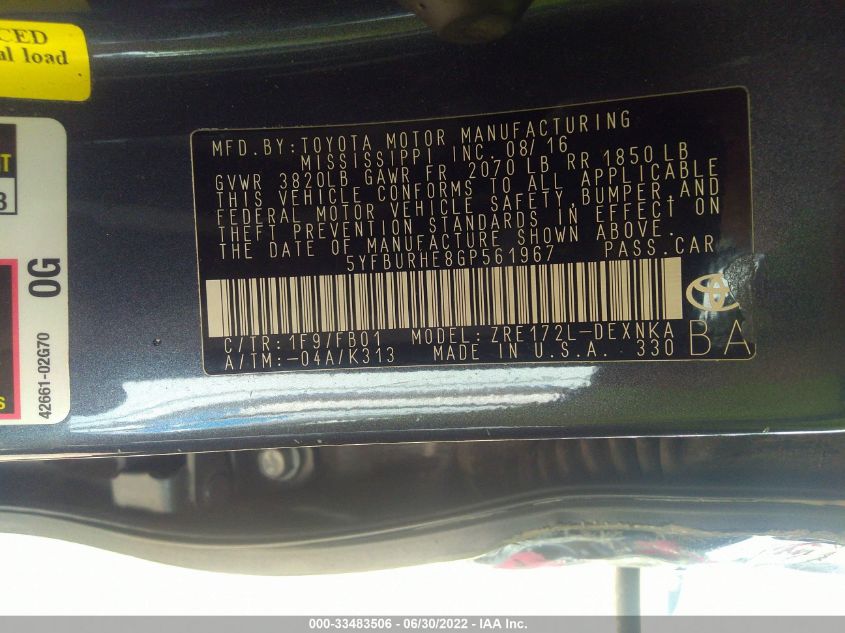 CED
al load
MFD.BY:TOYOTA MOTOR MANUFACTURING
MISSISSIPPI INC. 08/16
GVWR 3820LB GAWR FR 2070 LB RR 1850 LB
THIS VEHICLE CONFORMS TO ALL APPLICABLE
FEDERAL MOTOR VEHICLE SAFETY,BUMPER,AND
THEFT PREVENTION STANDARDS IN EFFECT ON
THE DATE OF MANUFACTURE SHOWN ABOVE.
5YFBURHE8GP561967 PASS.CAR
C/TR:1F9/FB01 MODEL:ZRE172L-DEXNKA
A/TM:-04A/K313 MADE IN U.S.A. 330
BA
0G
42661-02G70
T
3
S
000-33483506 - 06/30/2022 - IAA Inc.